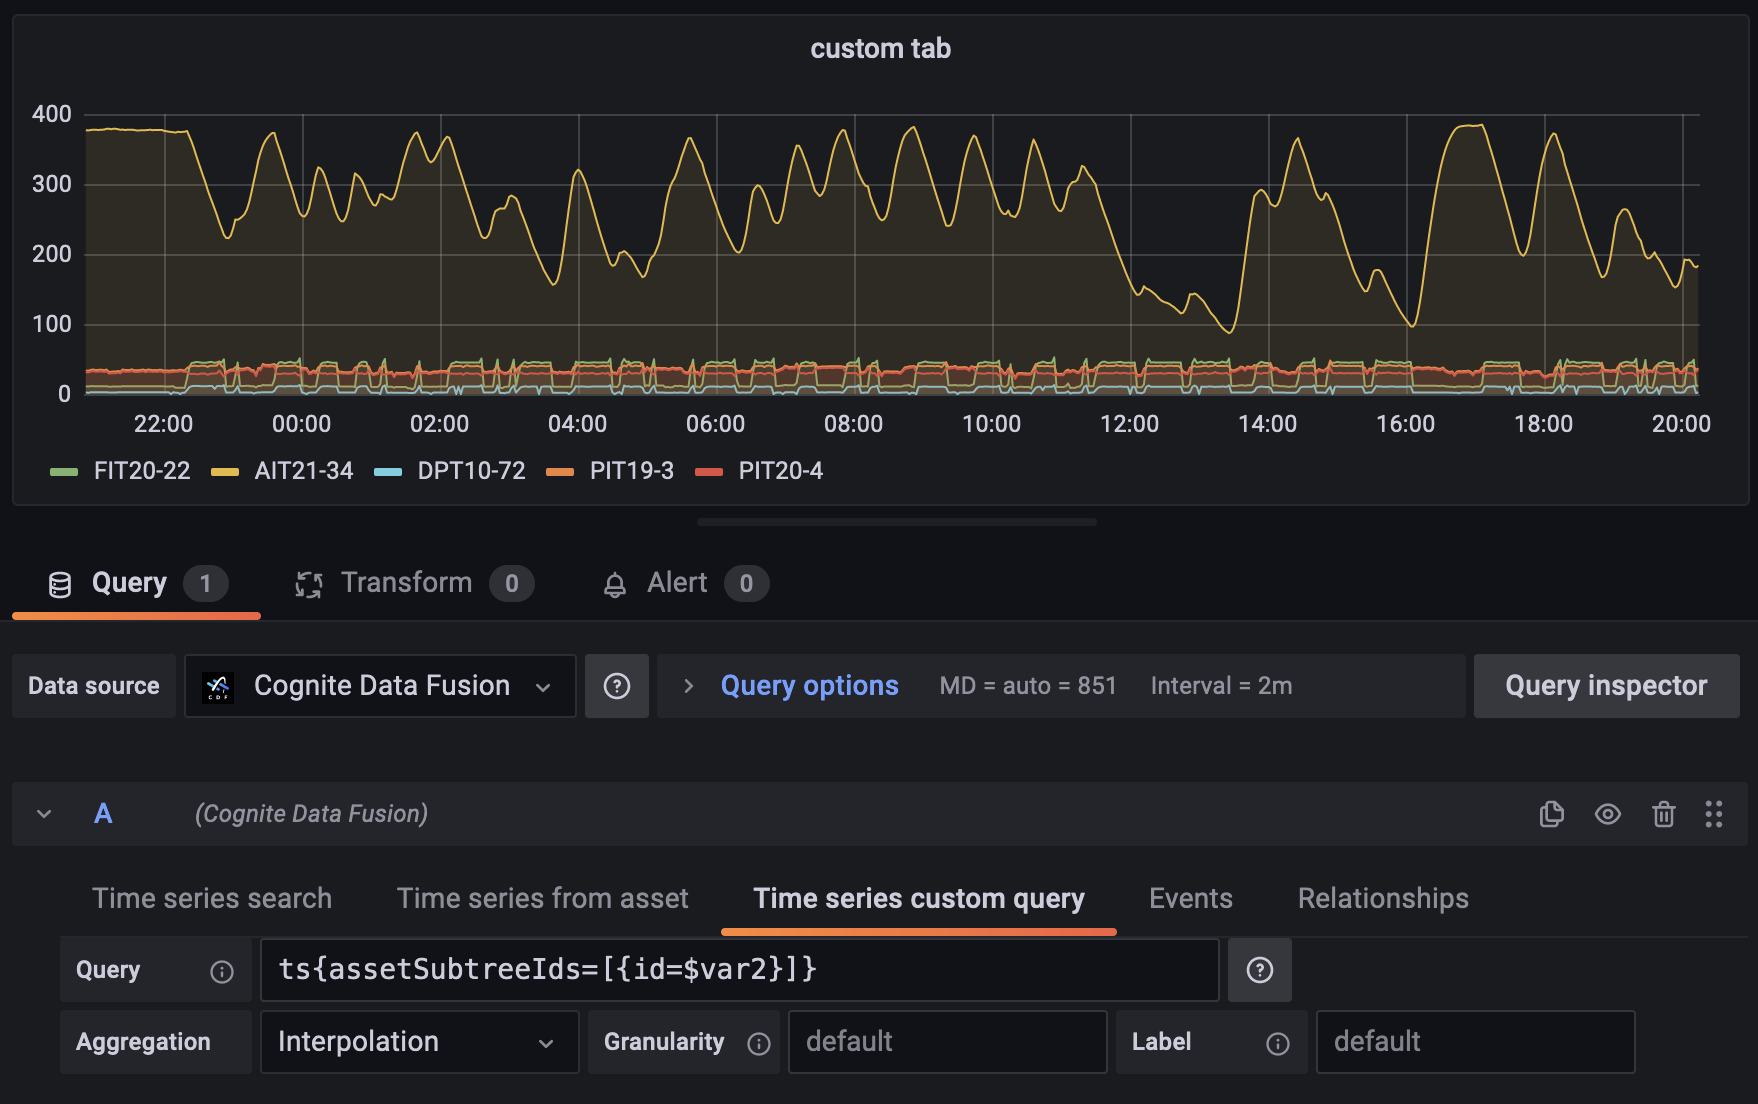 custom tab
400
300
200
100
0
22:00 00:00 02:00 04:00 06:00 08:00 10:00 12:00 14:00 16:00 18:00 20:00
FIT20-22 AIT21-34 DPT10-72 PIT19-3 PIT20-4
Query 1 Transform 0 Alert 0
Data source CDF Cognite Data Fusion Query options MD = auto = 851 Interval = 2m Query inspector
A (Cognite Data Fusion)
Time series search Time series from asset Time series custom query Events Relationships
Query ts{assetSubtreeIds=[{id=$var2}]}
Aggregation Interpolation Granularity default Label default